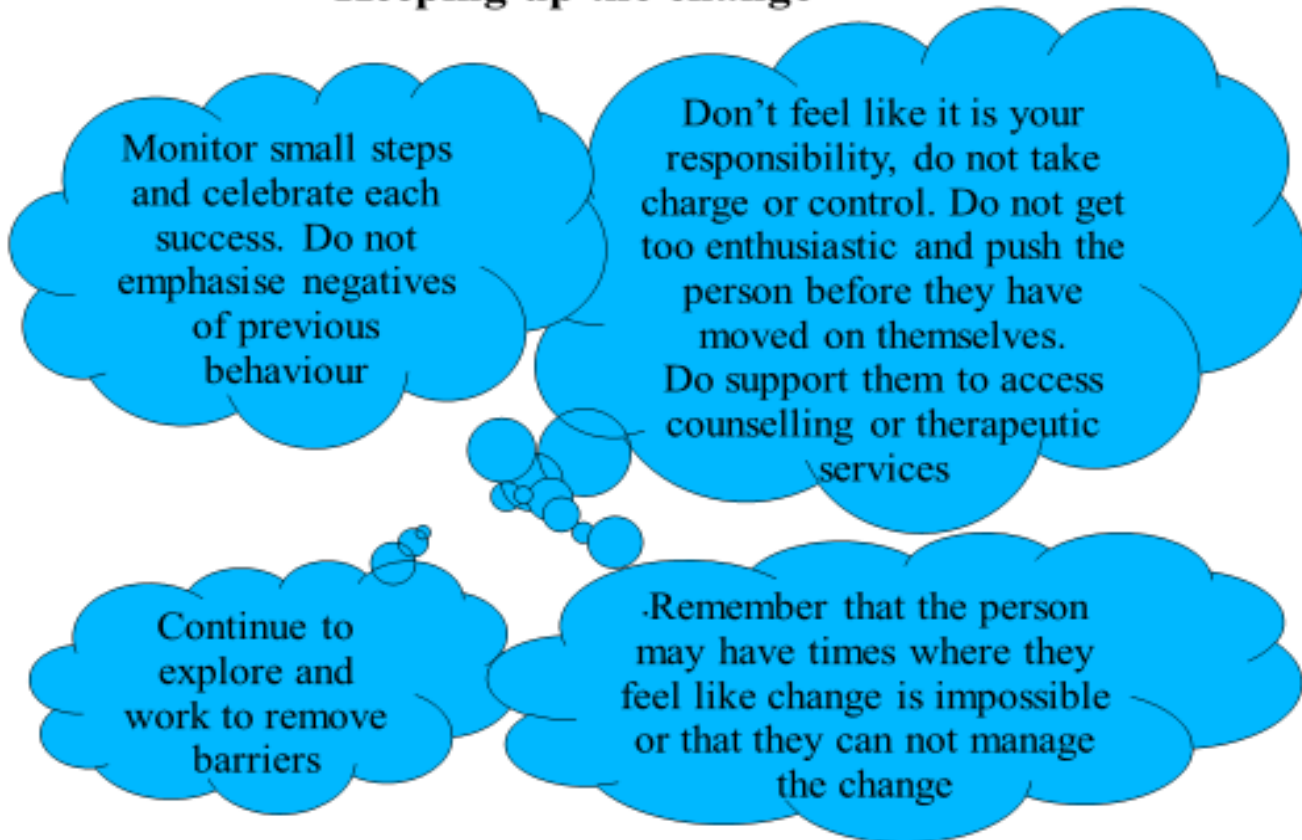 Keeping up the change
Monitor small steps
and celebrate each
success. Do not
emphasise negatives
of previous
behaviour
Don't feel like it is your
responsibility, do not take
charge or control. Do not get
too enthusiastic and push the
person before they have
moved on themselves.
Do support them to access
counselling or therapeutic
services
Continue to
explore and
work to remove
barriers
.Remember that the person
may have times where they
feel like change is impossible
or that they can not manage
the change